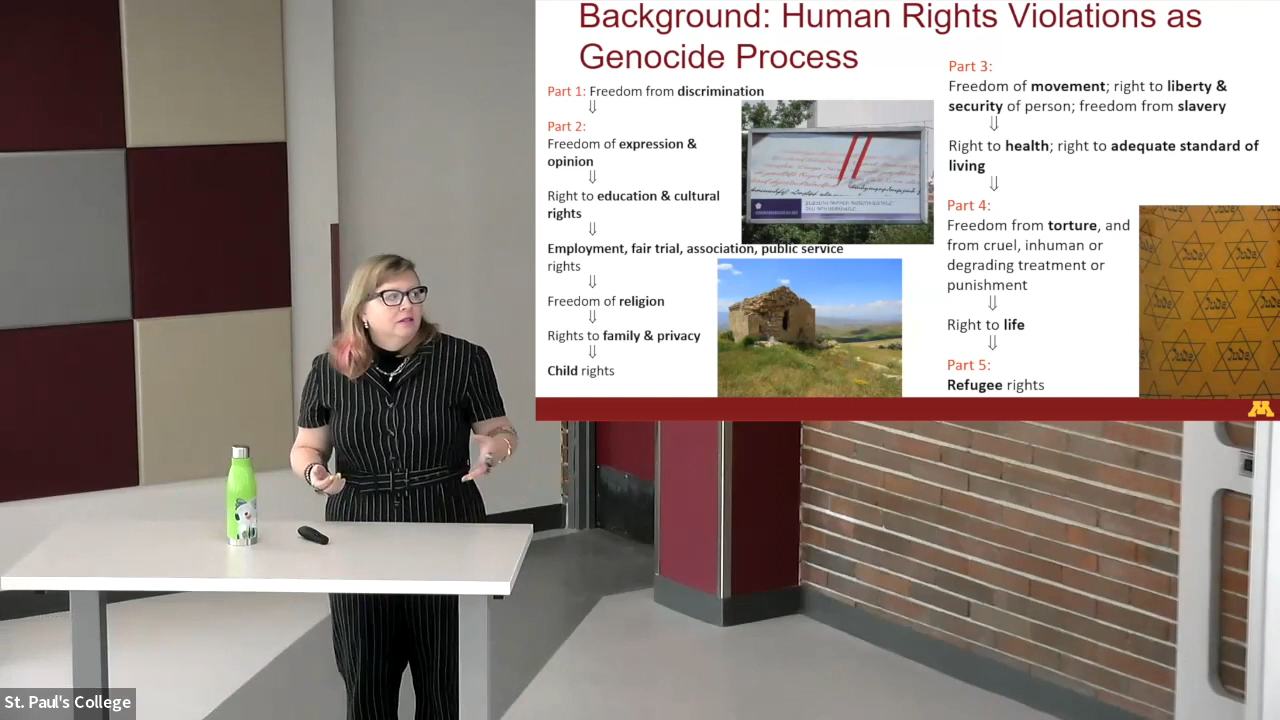 Background: Human Rights Violations as
Genocide Process
Part 1: Freedom from discrimination
⇓
Part 2:
Freedom of expression &
opinion
⇓
Right to education & cultural
rights
⇓
Employment, fair trial, association, public service
rights
⇓
Freedom of religion
⇓
Rights to family & privacy
⇓
Child rights
Part 3:
Freedom of movement; right to liberty &
security of person; freedom from slavery
⇓
Right to health; right to adequate standard of
living
⇓
Part 4:
Freedom from torture, and
from cruel, inhuman or
degrading treatment or
punishment
⇓
Right to life
⇓
Part 5:
Refugee rights
Jude
M
St. Paul's College